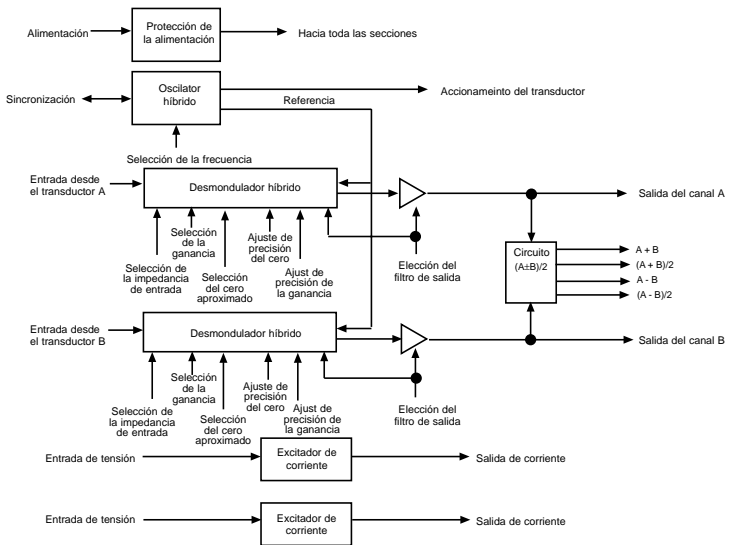 Alimentación
Protección de
la alimentación
Hacia toda las secciones
Sincronización
Oscilator
híbrido
Accionameinto del transductor
Referencia
Selección de la frecuencia
Entrada desde
el transductor A
Desmondulador híbrido
Salida del canal A
Selección de la impedancia
de entrada
Selección
de la
ganancia
Selección
del cero
aproximado
Ajuste de
precisión
del cero
Ajust de
precisión de
la ganancia
Elección del
filtro de salida
Circuito
(A±B)/2
A + B
(A + B)/2
A - B
(A - B)/2
Entrada desde
el transductor B
Desmondulador híbrido
Salida del canal B
Selección de
la impedancia
de entrada
Selección
de la
ganancia
Selección
del cero
aproximado
Ajuste de
precisión
del cero
Ajust de
precisión de
la ganancia
Elección del
filtro de salida
Entrada de tensión
Excitador de
corriente
Salida de corriente
Entrada de tensión
Excitador de
corriente
Salida de corriente